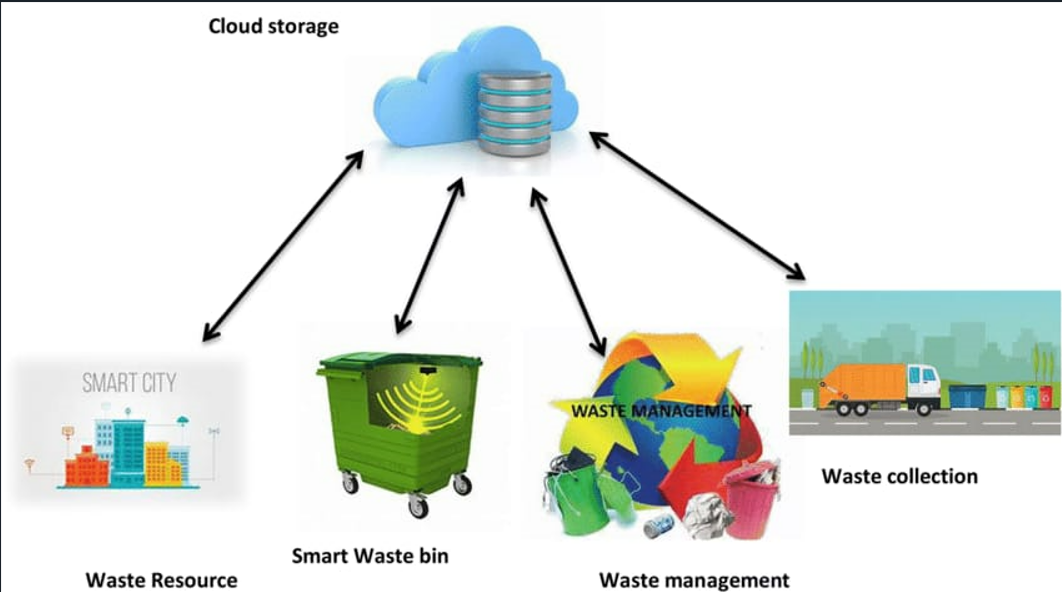 Cloud storage
SMART CITY
WASTE MANAGEMENT
Waste collection
Smart Waste bin
Waste Resource
Waste management